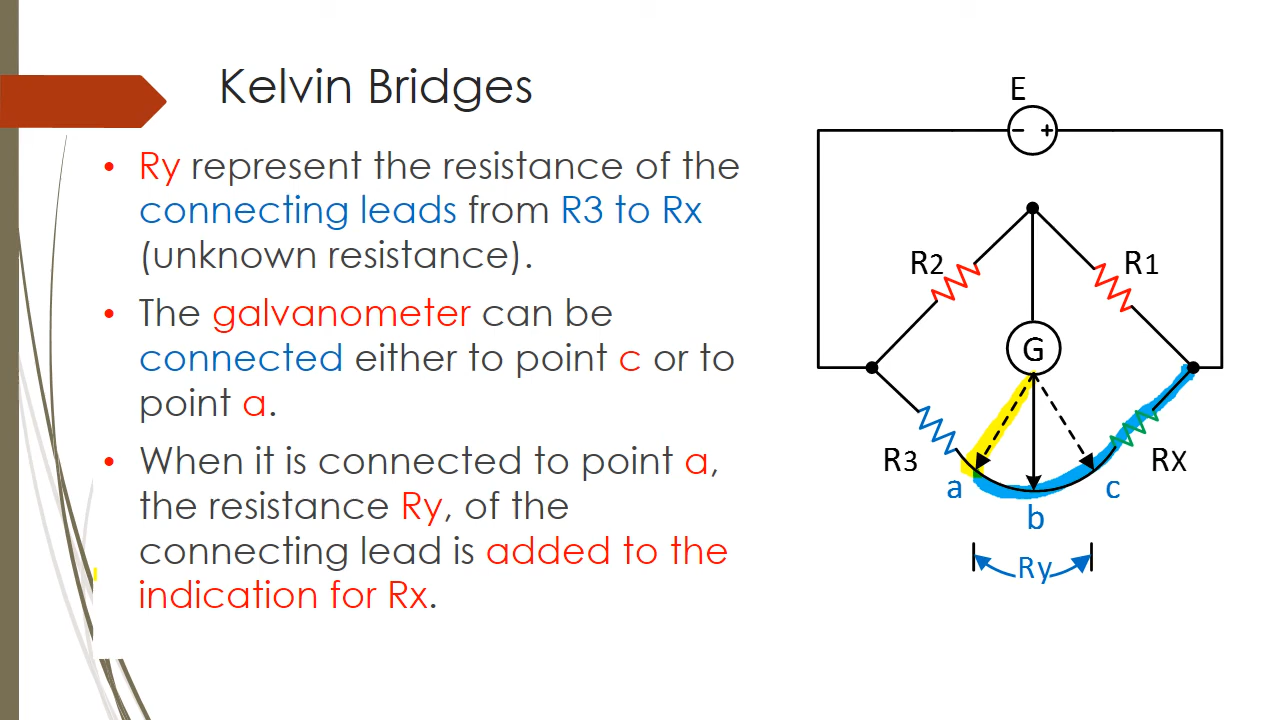 Kelvin Bridges
• Ry represent the resistance of the
connecting leads from R3 to Rx
(unknown resistance).
• The galvanometer can be
connected either to point c or to
point a.
• When it is connected to point a,
the resistance Ry, of the
connecting lead is added to the
indication for Rx.
E
- +
R2
R1
G
R3
RX
a
c
b
Ry